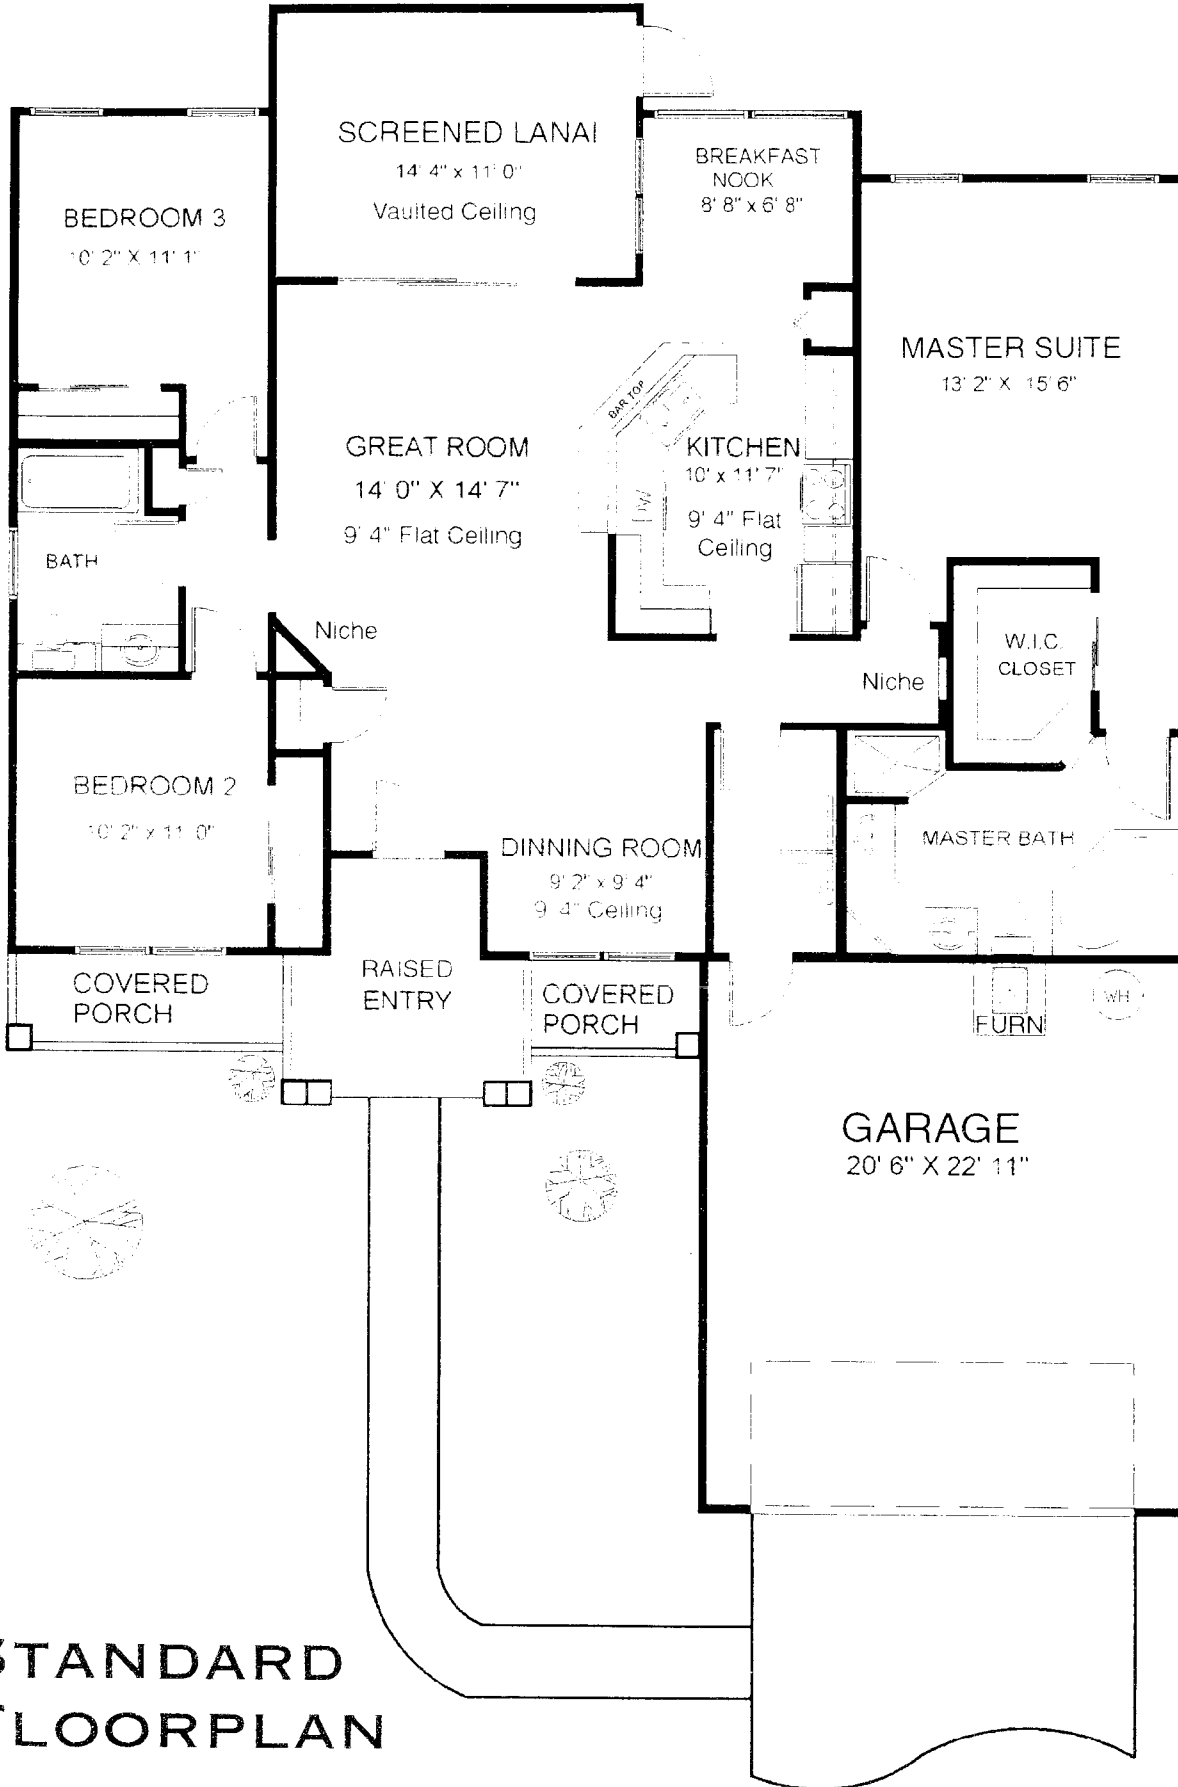 SCREENED LANAI
14' 4" x 11' 0"
Vaulted Ceiling
BREAKFAST
NOOK
8' 8" x 6' 8"
BEDROOM 3
10' 2" X 11' 1"
MASTER SUITE
13' 2" X 15' 6"
BAR TOP
GREAT ROOM
14' 0" X 14' 7"
9' 4" Flat Ceiling
KITCHEN
10' x 11' 7"
9' 4" Flat
Ceiling
DW
BATH
Niche
W.I.C.
CLOSET
Niche
BEDROOM 2
10' 2" x 11' 0"
DINNING ROOM
9' 2" x 9' 4"
9' 4" Ceiling
MASTER BATH
COVERED
PORCH
RAISED
ENTRY
COVERED
PORCH
FURN
WH
GARAGE
20' 6" X 22' 11"
STANDARD
FLOORPLAN